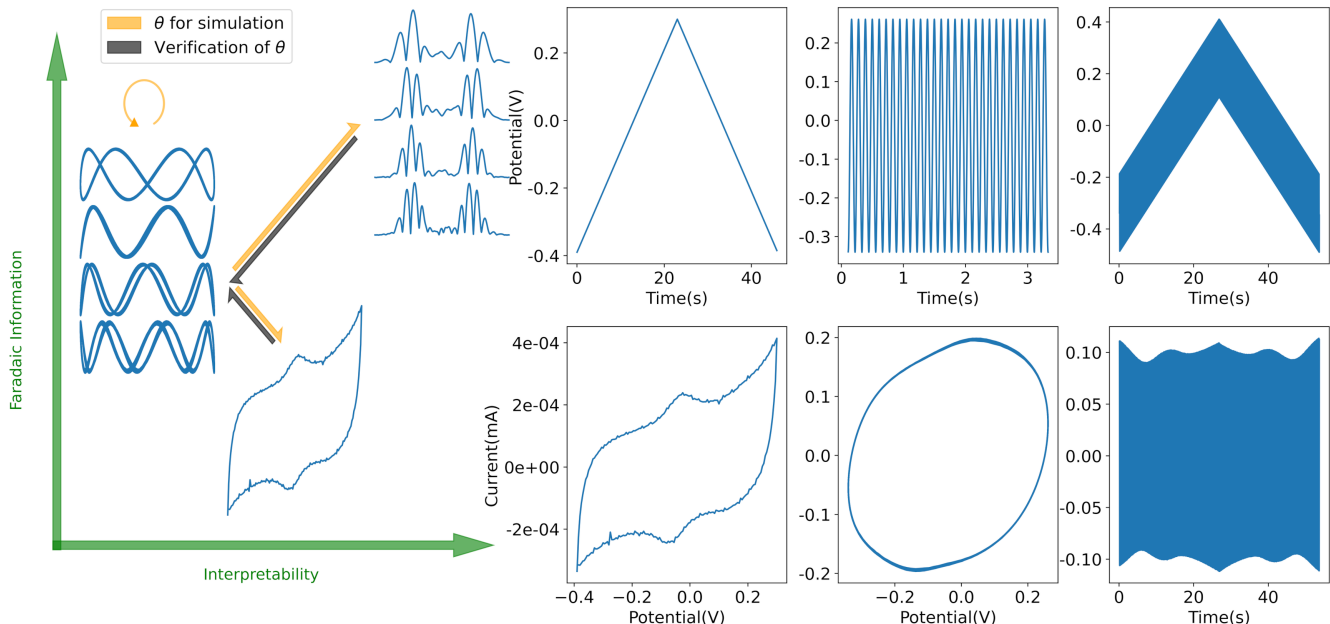 θ for simulation
Verification of θ
Faradaic Information
Interpretability
Potential(V)
0.2
0.0
-0.2
-0.4
0
20
40
Time(s)
0.2
0.1
0.0
-0.1
-0.2
-0.3
0
1
2
3
Time(s)
0.4
0.2
0.0
-0.2
-0.4
0
20
40
Time(s)
Current(mA)
4e-04
2e-04
0e+00
-2e-04
−0.4
−0.2
0.0
0.2
Potential(V)
0.2
0.1
0.0
-0.1
-0.2
−0.2
0.0
0.2
Potential(V)
0.10
0.05
0.00
-0.05
-0.10
0
20
40
Time(s)